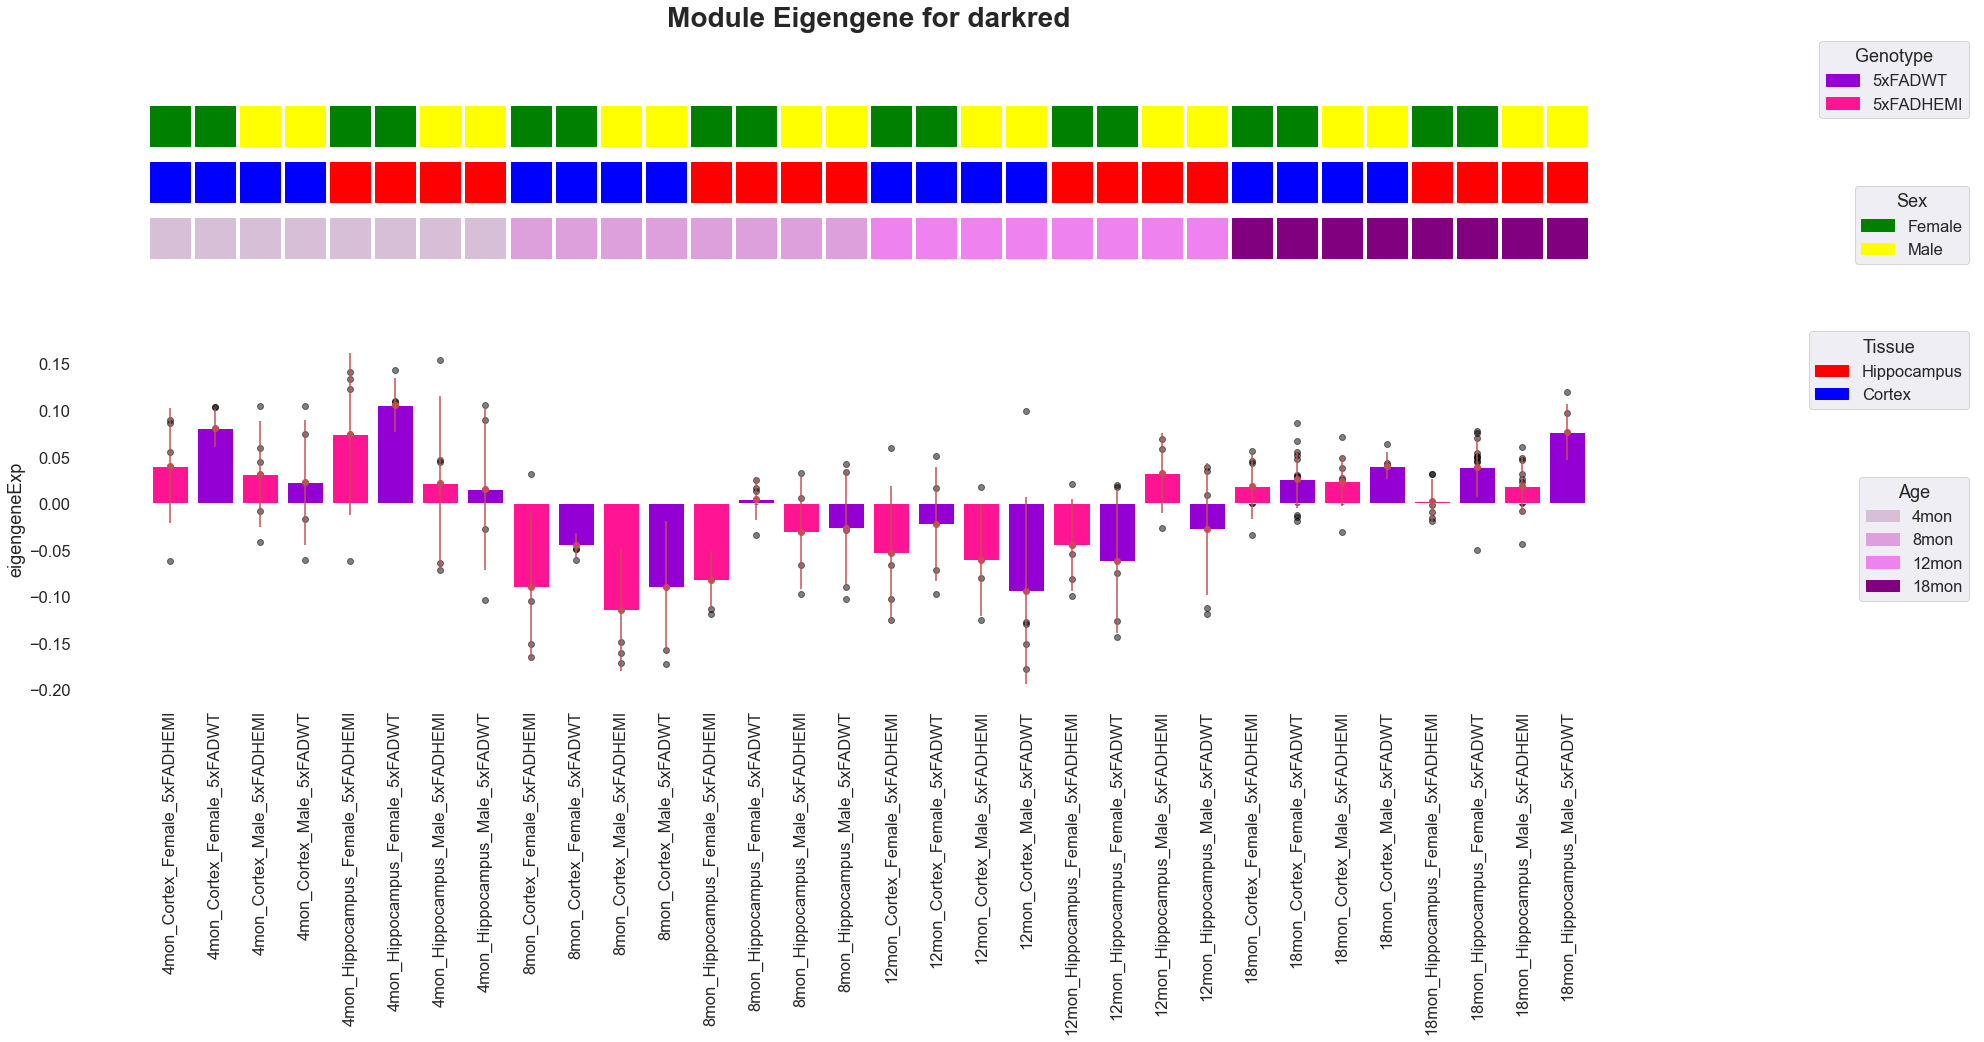 Module Eigengene for darkred
Genotype
5xFADWT
5xFADHEMI
Sex
Female
Male
Tissue
Hippocampus
Cortex
Age
4mon
8mon
12mon
18mon
eigengeneExp
0.15
0.10
0.05
0.00
−0.05
−0.10
−0.15
−0.20
4mon_Cortex_Female_5xFADHEMI
4mon_Cortex_Female_5xFADWT
4mon_Cortex_Male_5xFADHEMI
4mon_Cortex_Male_5xFADWT
4mon_Hippocampus_Female_5xFADHEMI
4mon_Hippocampus_Female_5xFADWT
4mon_Hippocampus_Male_5xFADHEMI
4mon_Hippocampus_Male_5xFADWT
8mon_Cortex_Female_5xFADHEMI
8mon_Cortex_Female_5xFADWT
8mon_Cortex_Male_5xFADHEMI
8mon_Cortex_Male_5xFADWT
8mon_Hippocampus_Female_5xFADHEMI
8mon_Hippocampus_Female_5xFADWT
8mon_Hippocampus_Male_5xFADHEMI
8mon_Hippocampus_Male_5xFADWT
12mon_Cortex_Female_5xFADHEMI
12mon_Cortex_Female_5xFADWT
12mon_Cortex_Male_5xFADHEMI
12mon_Cortex_Male_5xFADWT
12mon_Hippocampus_Female_5xFADHEMI
12mon_Hippocampus_Female_5xFADWT
12mon_Hippocampus_Male_5xFADHEMI
12mon_Hippocampus_Male_5xFADWT
18mon_Cortex_Female_5xFADHEMI
18mon_Cortex_Female_5xFADWT
18mon_Cortex_Male_5xFADHEMI
18mon_Cortex_Male_5xFADWT
18mon_Hippocampus_Female_5xFADHEMI
18mon_Hippocampus_Female_5xFADWT
18mon_Hippocampus_Male_5xFADHEMI
18mon_Hippocampus_Male_5xFADWT